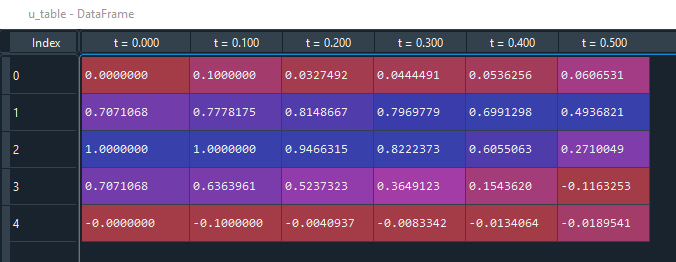 u_table - DataFrame
Index t = 0.000 t = 0.100 t = 0.200 t = 0.300 t = 0.400 t = 0.500
0 0.0000000 0.1000000 0.0327492 0.0444491 0.0536256 0.0606531
1 0.7071068 0.7778175 0.8148667 0.7969779 0.6991298 0.4936821
2 1.0000000 1.0000000 0.9466315 0.8222373 0.6055063 0.2710049
3 0.7071068 0.6363961 0.5237323 0.3649123 0.1543620 -0.1163253
4 -0.0000000 -0.1000000 -0.0040937 -0.0083342 -0.0134064 -0.0189541